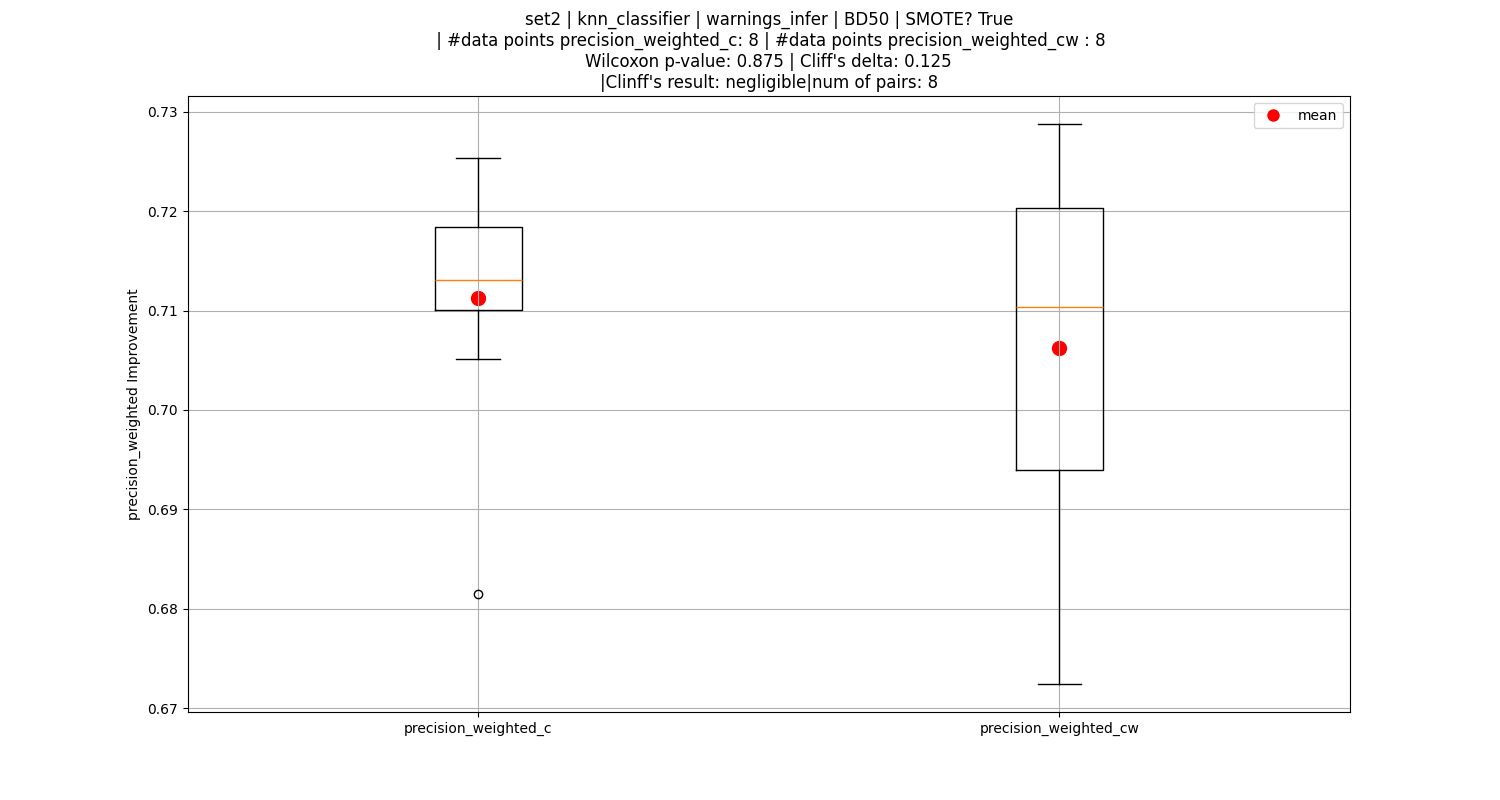 set2 | knn_classifier | warnings_infer | BD50 | SMOTE? True
| #data points precision_weighted_c: 8 | #data points precision_weighted_cw : 8
Wilcoxon p-value: 0.875 | Cliff's delta: 0.125
|Clinff's result: negligible|num of pairs: 8
mean
0.73
0.72
0.71
0.70
0.69
0.68
0.67
precision_weighted Improvement
precision_weighted_c
precision_weighted_cw